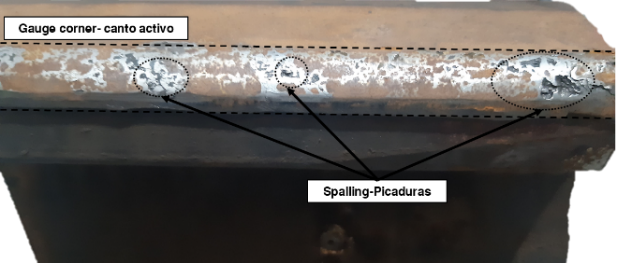 Gauge corner- canto activo
Spalling-Picaduras